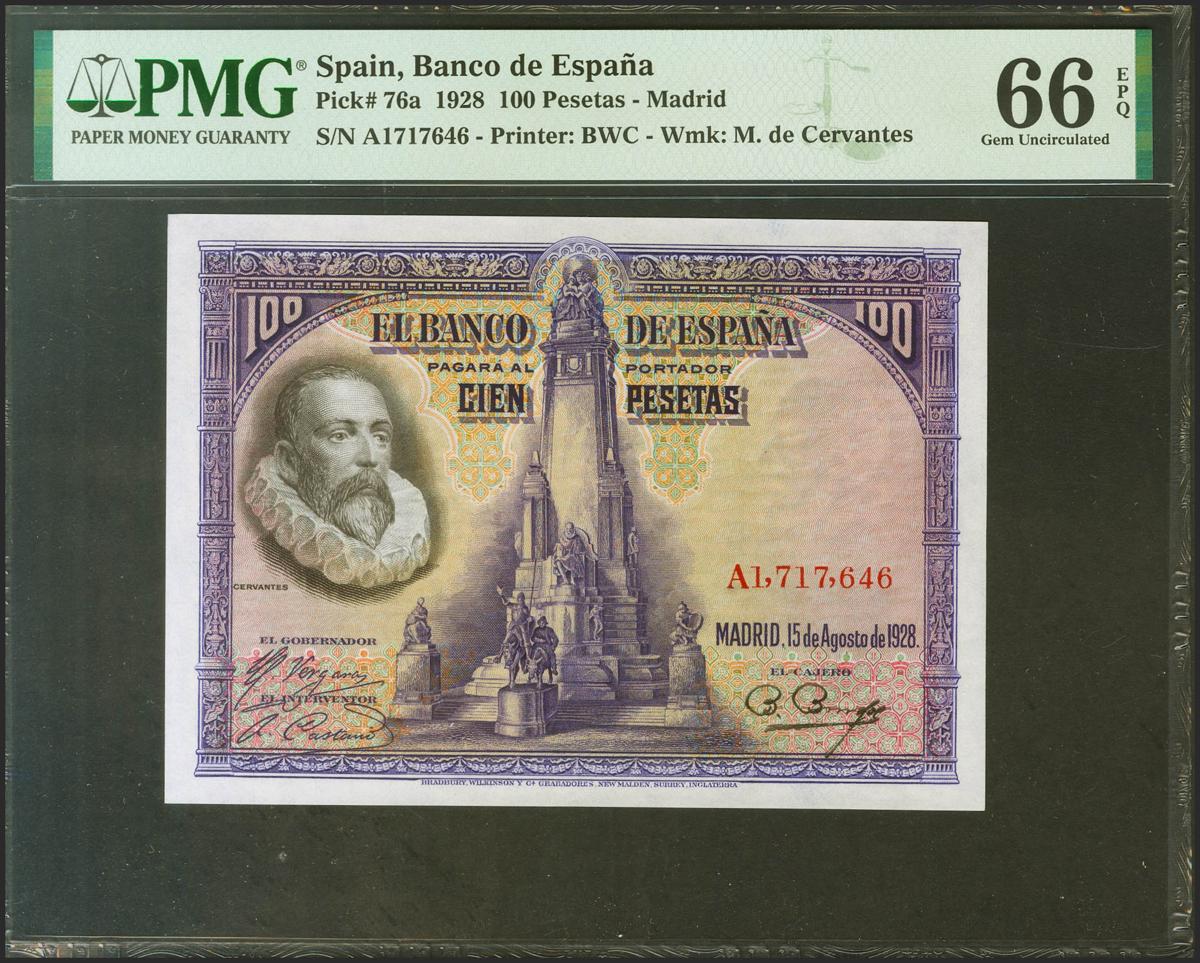 PMG®
PAPER MONEY GUARANTY
Spain, Banco de España
Pick# 76a 1928 100 Pesetas - Madrid
S/N A1717646 - Printer: BWC - Wmk: M. de Cervantes
66 EPQ
Gem Uncirculated
100 100
EL BANCO DE ESPAÑA
PAGARA AL PORTADOR
CIEN PESETAS
CERVANTES
A1,717,646
MADRID, 15 de Agosto de 1928.
EL GOBERNADOR
EL INTERVENTOR
EL CAJERO
BRADBURY, WILKINSON Y Cª GRABADORES, NEW MALDEN, SURREY, INGLATERRA